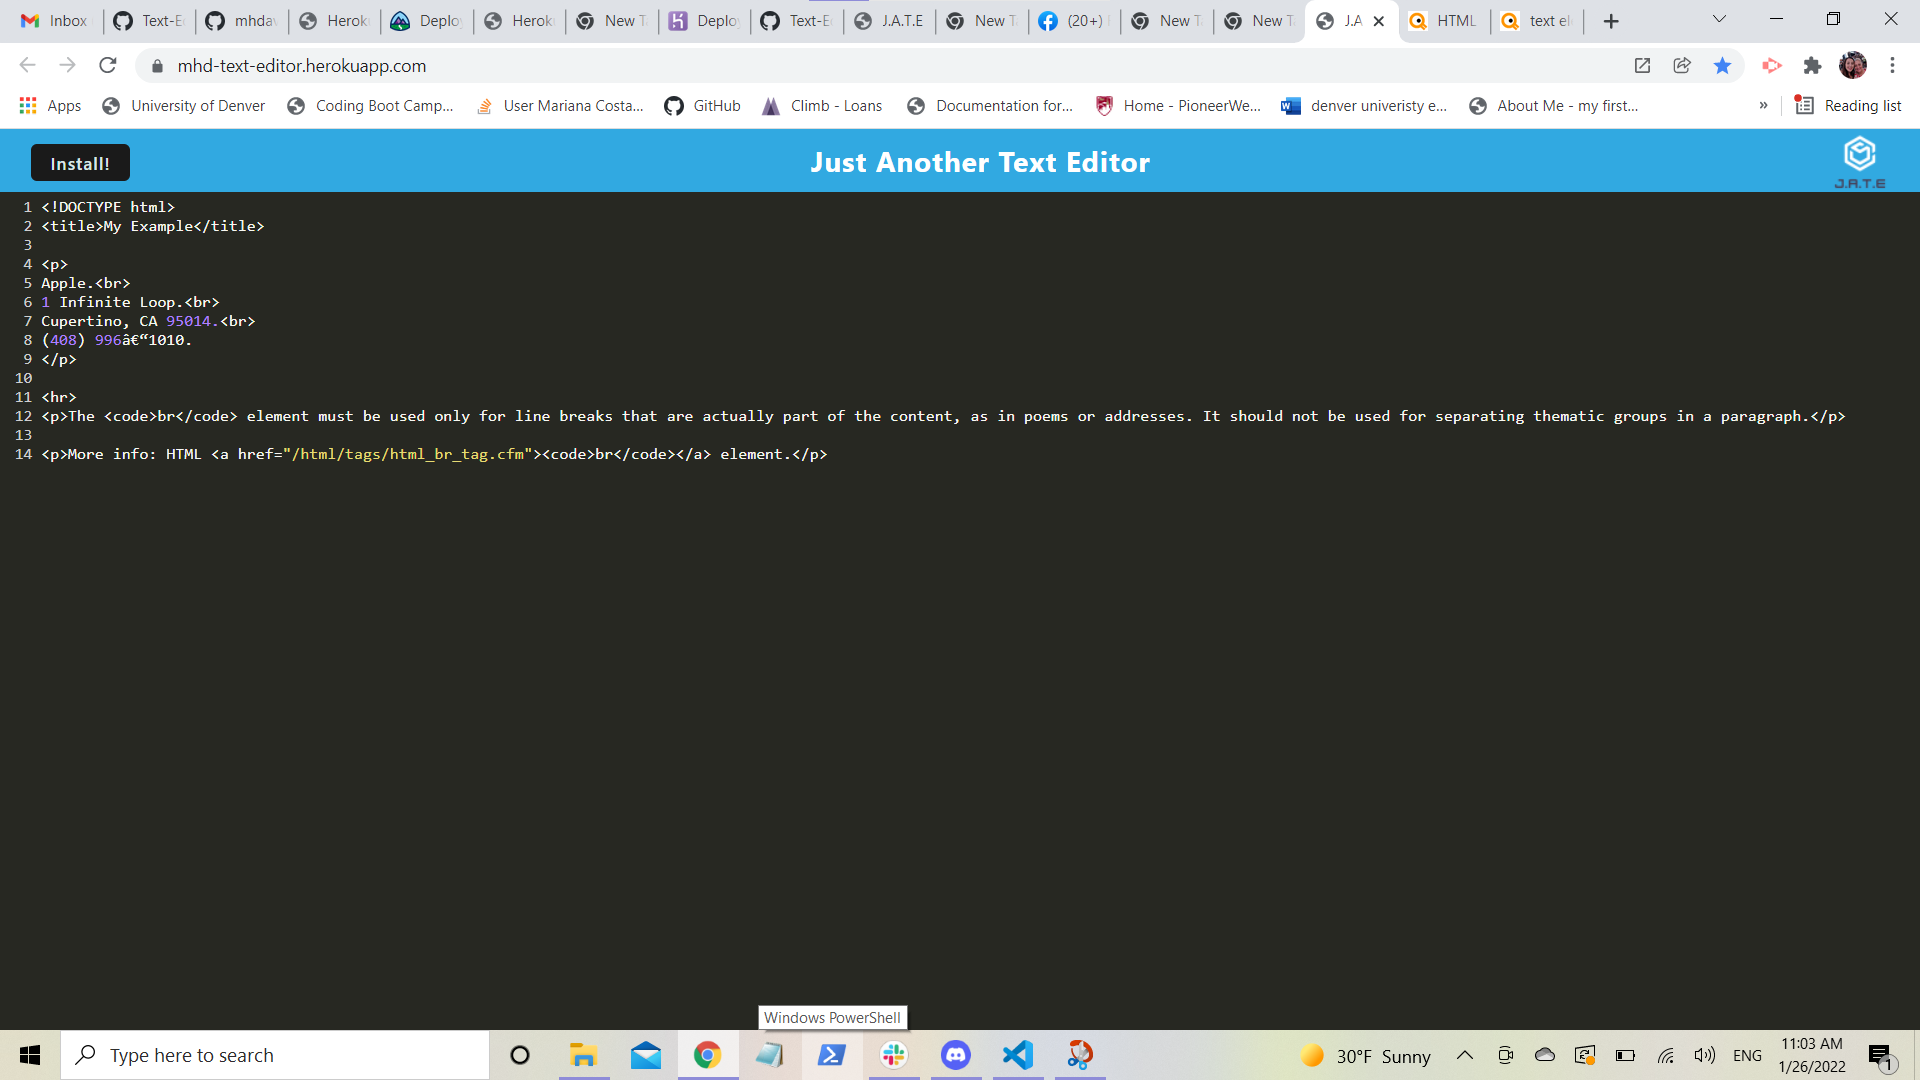 Inbox Text-E mhdav Herok Deploy Herok New T Deploy Text-E J.A.T.E New T (20+) New T New T J.A HTML text el
mhd-text-editor.herokuapp.com
Apps University of Denver Coding Boot Camp... User Mariana Costa... GitHub Climb - Loans Documentation for... Home - PioneerWe... denver univeristy e... About Me - my first... » Reading list
Install! Just Another Text Editor J.A.T.E
1 <!DOCTYPE html>
2 <title>My Example</title>
3
4 <p>
5 Apple.<br>
6 1 Infinite Loop.<br>
7 Cupertino, CA 95014.<br>
8 (408) 996â€“1010.
9 </p>
10
11 <hr>
12 <p>The <code>br</code> element must be used only for line breaks that are actually part of the content, as in poems or addresses. It should not be used for separating thematic groups in a paragraph.</p>
13
14 <p>More info: HTML <a href="/html/tags/html_br_tag.cfm"><code>br</code></a> element.</p>
Windows PowerShell
Type here to search 30°F Sunny ENG 11:03 AM
1/26/2022 1